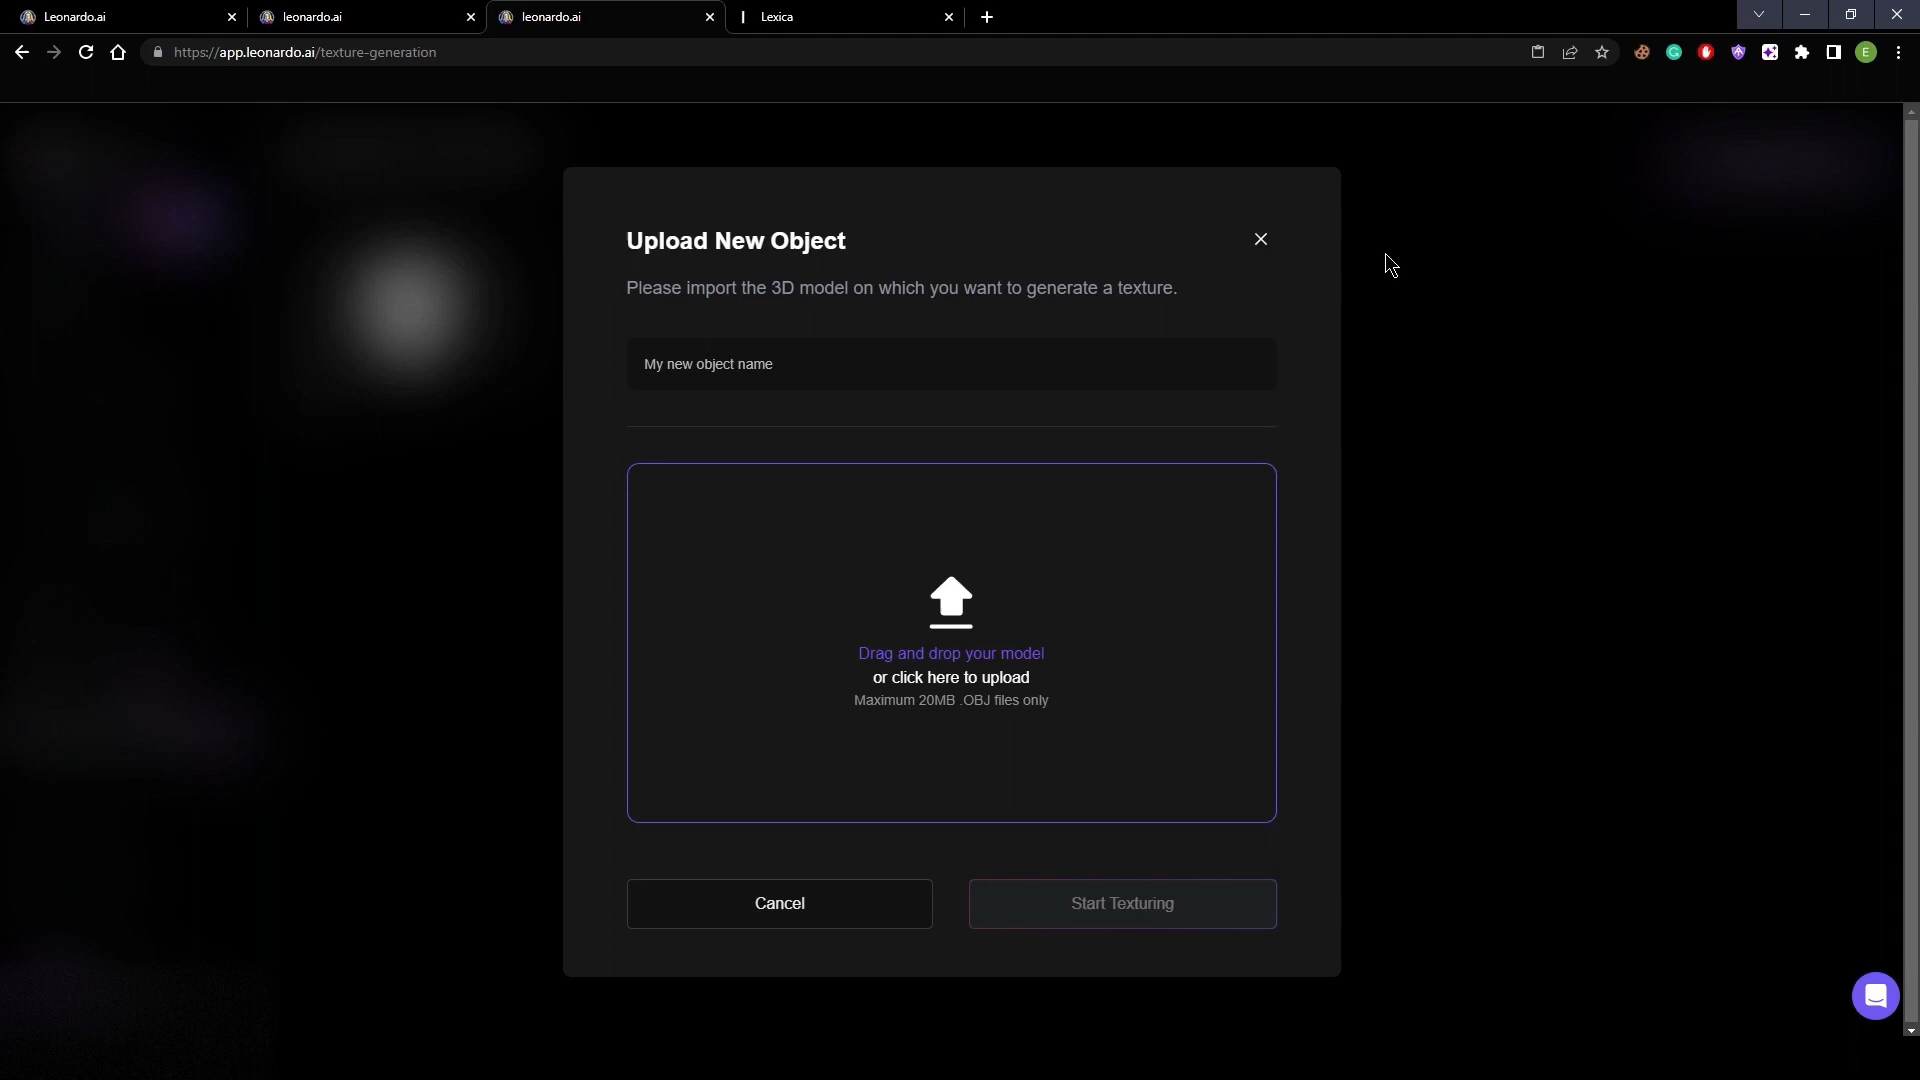 Leonardo.ai
leonardo.ai
leonardo.ai
Lexica
https://app.leonardo.ai/texture-generation
E
Upload New Object
Please import the 3D model on which you want to generate a texture.
My new object name
Drag and drop your model
or click here to upload
Maximum 20MB .OBJ files only
Cancel
Start Texturing